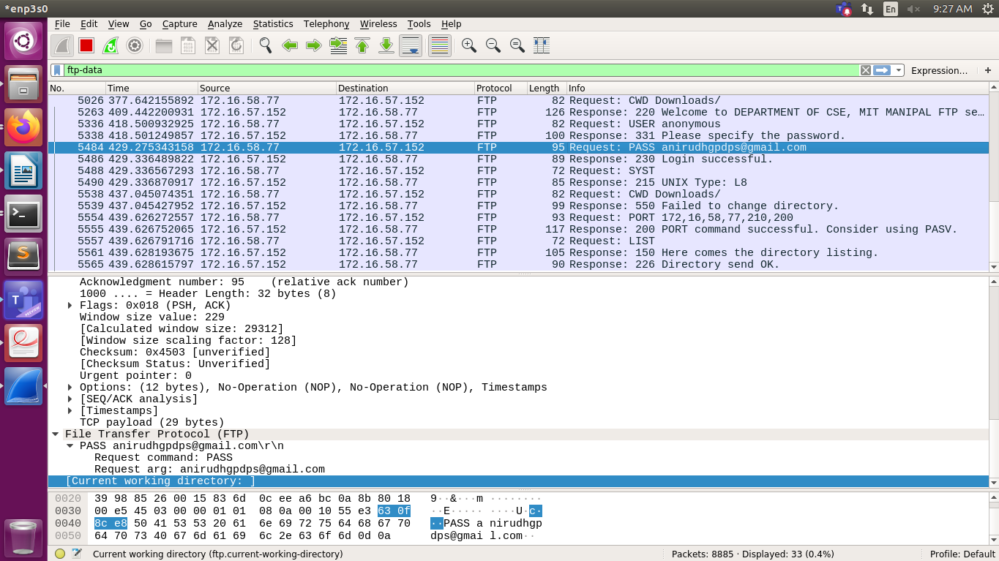 *enp3s0 En 9:27 AM
File Edit View Go Capture Analyze Statistics Telephony Wireless Tools Help
ftp-data Expression… +
No. Time Source Destination Protocol Length Info
5026 377.642155892 172.16.58.77 172.16.57.152 FTP 82 Request: CWD Downloads/
5263 409.442200931 172.16.57.152 172.16.58.77 FTP 126 Response: 220 Welcome to DEPARTMENT OF CSE, MIT MANIPAL FTP se…
5336 418.500932925 172.16.58.77 172.16.57.152 FTP 82 Request: USER anonymous
5338 418.501249857 172.16.57.152 172.16.58.77 FTP 100 Response: 331 Please specify the password.
5484 429.275343158 172.16.58.77 172.16.57.152 FTP 95 Request: PASS anirudhgpdps@gmail.com
5486 429.336489822 172.16.57.152 172.16.58.77 FTP 89 Response: 230 Login successful.
5488 429.336567293 172.16.58.77 172.16.57.152 FTP 72 Request: SYST
5490 429.336870917 172.16.57.152 172.16.58.77 FTP 85 Response: 215 UNIX Type: L8
5538 437.045074351 172.16.58.77 172.16.57.152 FTP 82 Request: CWD Downloads/
5539 437.045427952 172.16.57.152 172.16.58.77 FTP 99 Response: 550 Failed to change directory.
5554 439.626272557 172.16.58.77 172.16.57.152 FTP 93 Request: PORT 172,16,58,77,210,200
5555 439.626752065 172.16.57.152 172.16.58.77 FTP 117 Response: 200 PORT command successful. Consider using PASV.
5557 439.626791716 172.16.58.77 172.16.57.152 FTP 72 Request: LIST
5561 439.628193675 172.16.57.152 172.16.58.77 FTP 105 Response: 150 Here comes the directory listing.
5565 439.628615797 172.16.57.152 172.16.58.77 FTP 90 Response: 226 Directory send OK.
Acknowledgment number: 95 (relative ack number)
1000 .... = Header Length: 32 bytes (8)
Flags: 0x018 (PSH, ACK)
Window size value: 229
[Calculated window size: 29312]
[Window size scaling factor: 128]
Checksum: 0x4503 [unverified]
[Checksum Status: Unverified]
Urgent pointer: 0
Options: (12 bytes), No-Operation (NOP), No-Operation (NOP), Timestamps
[SEQ/ACK analysis]
[Timestamps]
TCP payload (29 bytes)
File Transfer Protocol (FTP)
PASS anirudhgpdps@gmail.com\r\n
Request command: PASS
Request arg: anirudhgpdps@gmail.com
[Current working directory: ]
0020 39 98 85 26 00 15 83 6d 0c ee a6 bc 0a 8b 80 18 9··&···m ········
0030 00 e5 45 03 00 00 01 01 08 0a 00 10 55 e3 63 0f ··E····· ····Uc·
0040 8c e8 50 41 53 53 20 61 6e 69 72 75 64 68 67 70 ··PASS a nirudhgp
0050 64 70 73 40 67 6d 61 69 6c 2e 63 6f 6d 0d 0a dps@gmai l.com··
Current working directory (ftp.current-working-directory) Packets: 8885 · Displayed: 33 (0.4%) Profile: Default